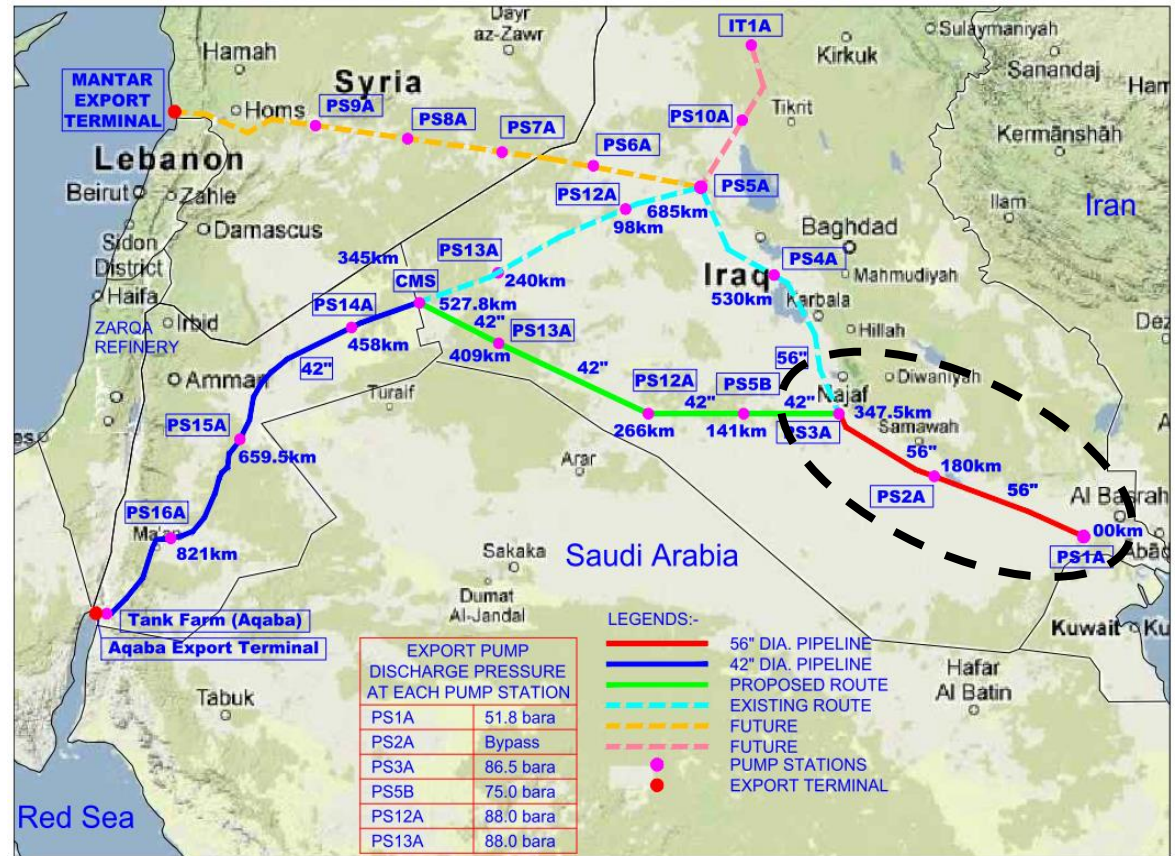 Dayr
az-Zawr
IT1A
Sulaymaniyah
Hamah
Kirkuk
Sanandaj
Ham
MANTAR
EXPORT
TERMINAL
Syria
Homs
PS9A
PS8A
PS7A
PS6A
PS10A
Tikrit
Kermānshāh
Lebanon
Beirut
Zahle
PS12A
685km
PS5A
98km
Ilam
Iran
Sidon
District
Damascus
345km
PS13A
240km
Baghdad
Mahmudiyah
Iraq
PS4A
530km
Karbala
Haifa
CMS
527.8km
PS14A
458km
42"
PS13A
409km
Hillah
Dez
ZARQA
REFINERY
Irbid
Amman
42"
Turaif
42"
56"
Najaf
Diwaniyah
PS12A
266km
42"
PS5B
141km
42"
PS3A
347.5km
Samawah
PS15A
659.5km
Arar
56"
180km
PS2A
56"
Al Basrah
00km
PS1A
PS16A
Ma'an
821km
Sakaka
Saudi Arabia
Dumat
Al-Jandal
Tank Farm (Aqaba)
Aqaba Export Terminal
Kuwait
Ku
Tabuk
Hafar
Al Batin
Red Sea
EXPORT PUMP
DISCHARGE PRESSURE
AT EACH PUMP STATION
PS1A 51.8 bara
PS2A Bypass
PS3A 86.5 bara
PS5B 75.0 bara
PS12A 88.0 bara
PS13A 88.0 bara
LEGENDS:-
56" DIA. PIPELINE
42" DIA. PIPELINE
PROPOSED ROUTE
EXISTING ROUTE
FUTURE
FUTURE
PUMP STATIONS
EXPORT TERMINAL